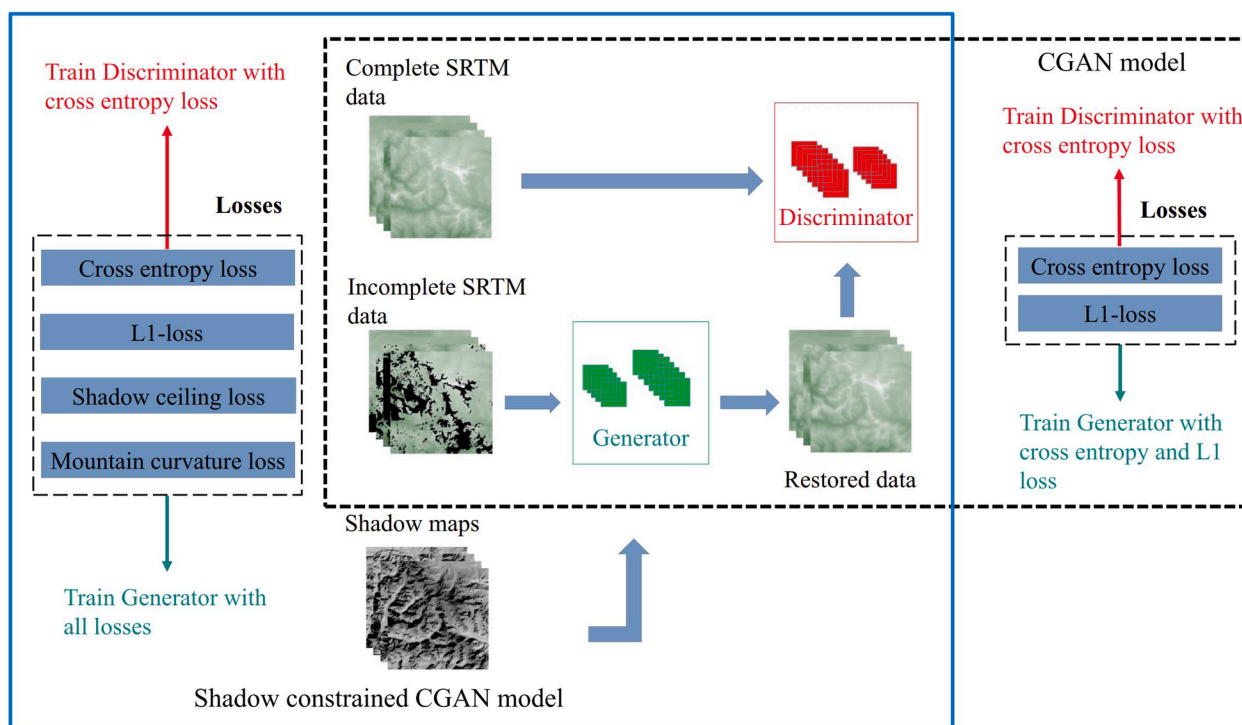 Train Discriminator with
cross entropy loss
Losses
Cross entropy loss
L1-loss
Shadow ceiling loss
Mountain curvature loss
Train Generator with
all losses
Complete SRTM
data
Discriminator
Incomplete SRTM
data
Generator
Restored data
Shadow maps
Shadow constrained CGAN model
CGAN model
Train Discriminator with
cross entropy loss
Losses
Cross entropy loss
L1-loss
Train Generator with
cross entropy and L1
loss